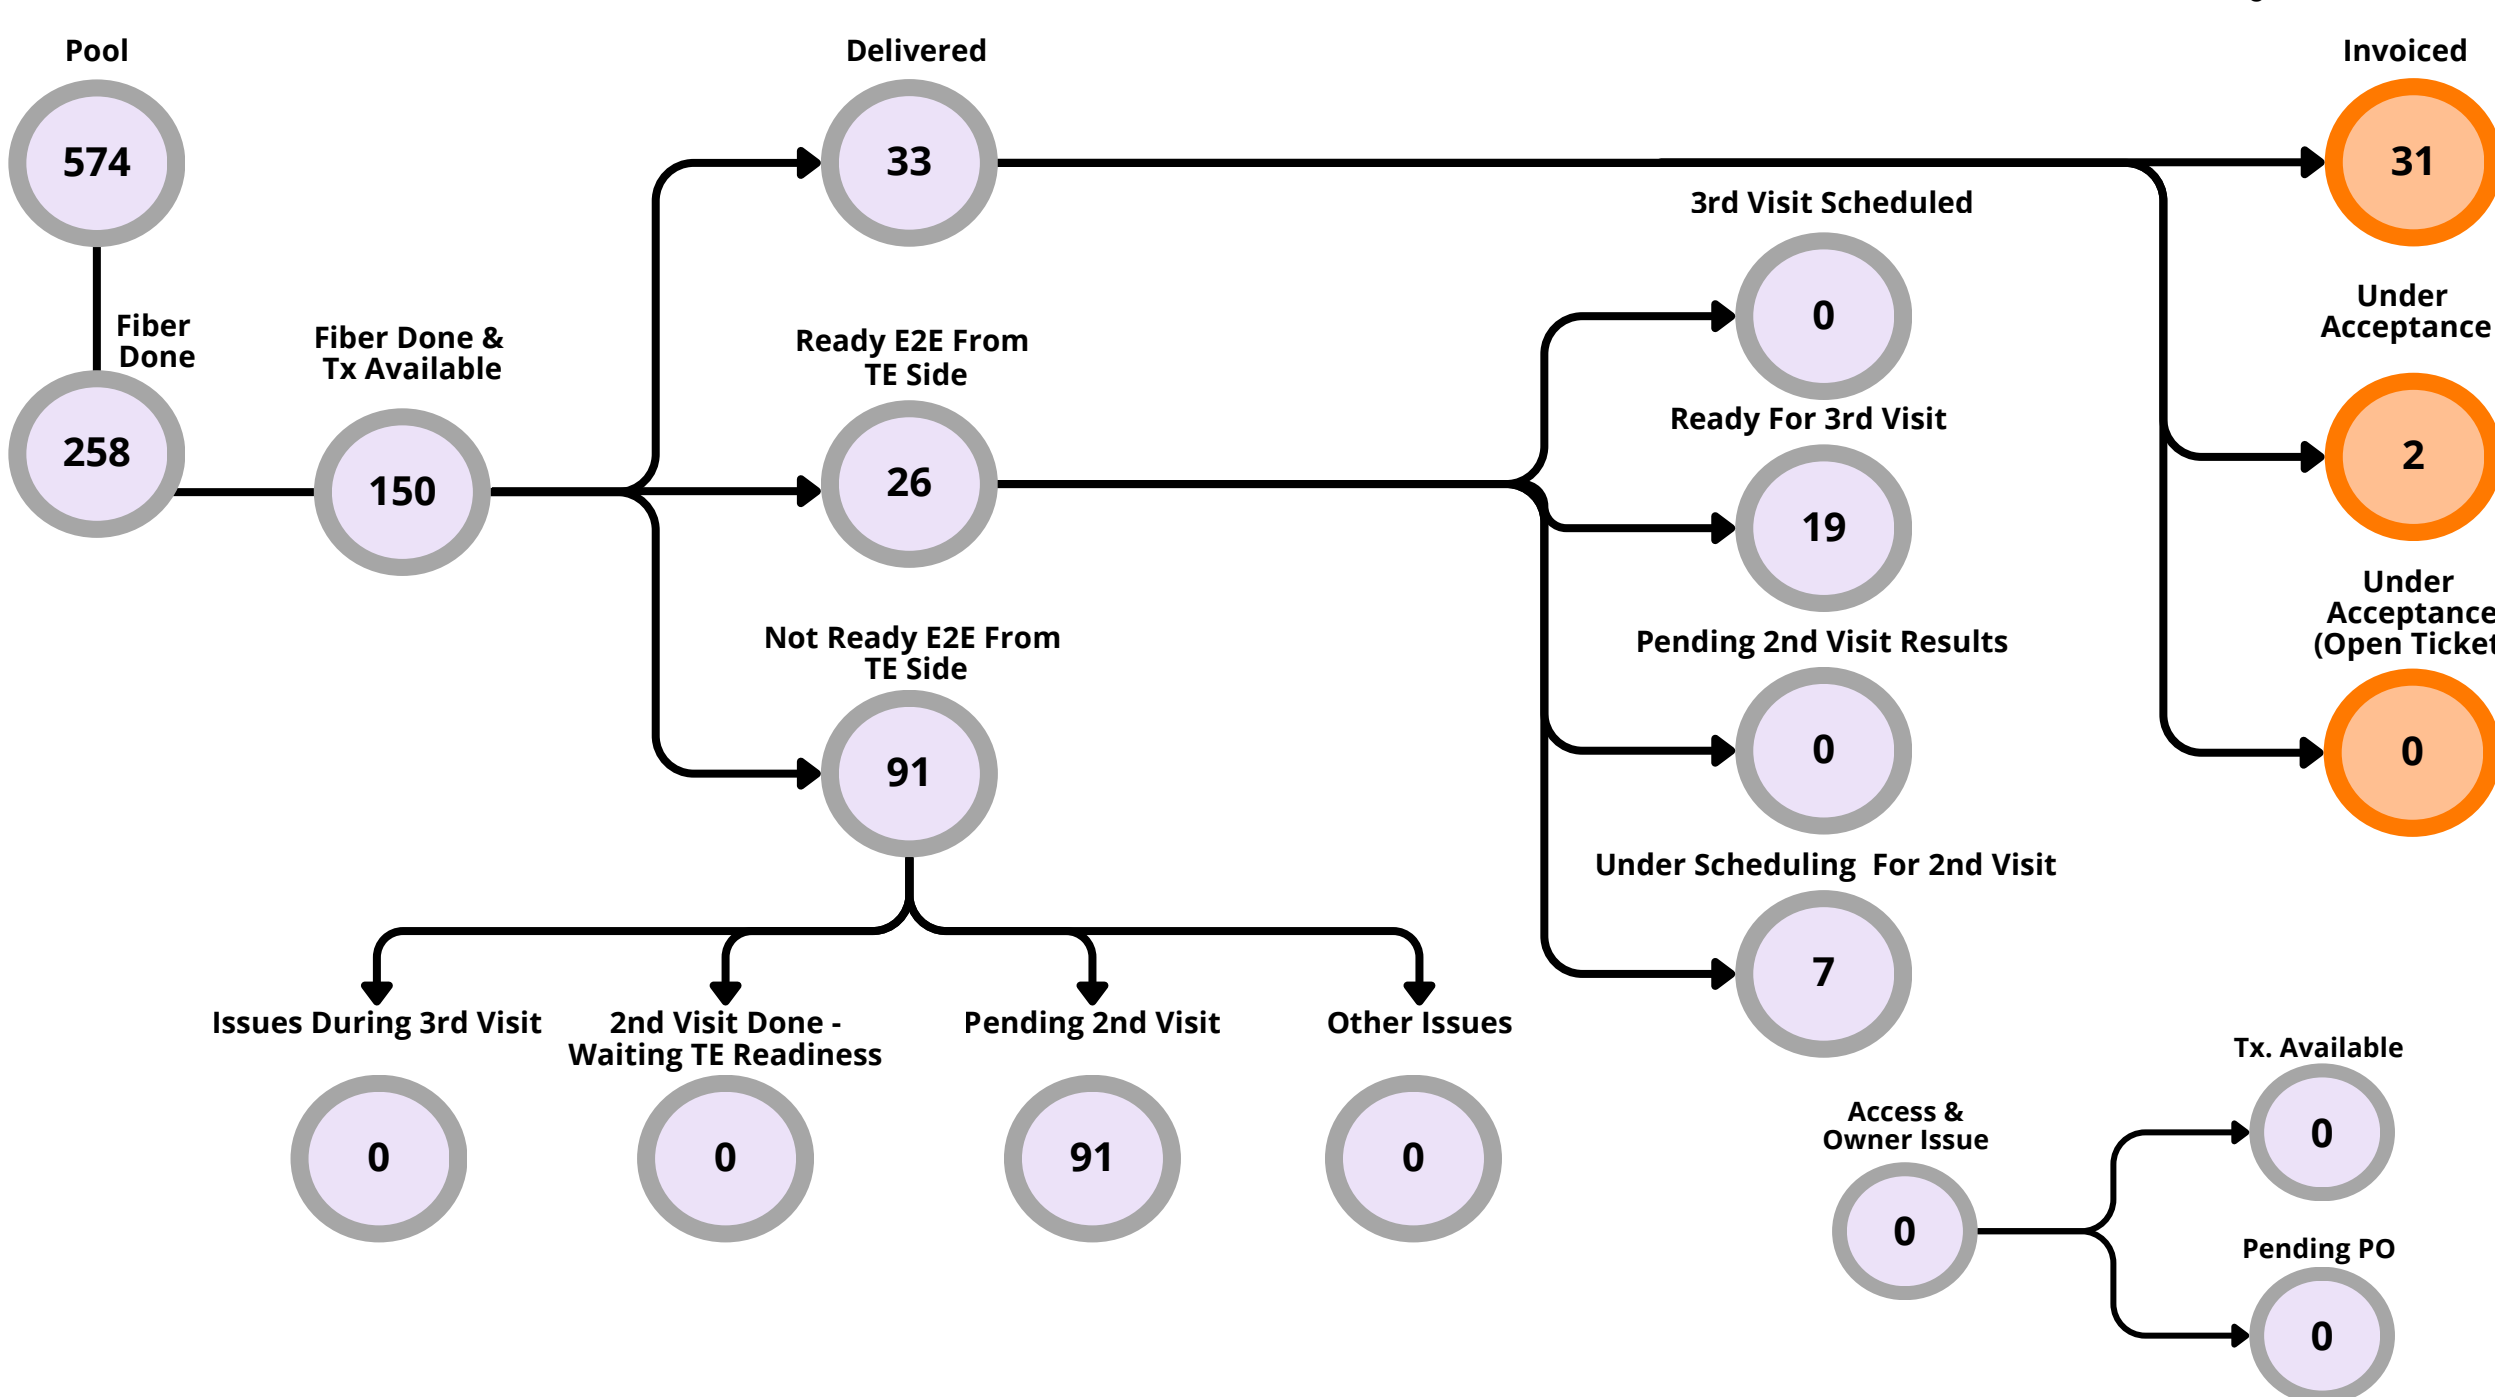 Pool
574
Fiber
Done
258
Fiber Done &
Tx Available
150
Delivered
33
Ready E2E From
TE Side
26
Not Ready E2E From
TE Side
91
Issues During 3rd Visit
0
2nd Visit Done -
Waiting TE Readiness
0
Pending 2nd Visit
91
Other Issues
0
3rd Visit Scheduled
0
Ready For 3rd Visit
19
Pending 2nd Visit Results
0
Under Scheduling  For 2nd Visit
7
Invoiced
31
Under
Acceptance
2
Under
Acceptance
(Open Ticket
0
Access &
Owner Issue
0
Tx. Available
0
Pending PO
0